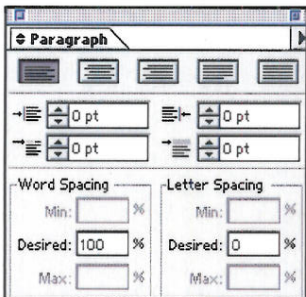 Paragraph
0 pt 0 pt
0 pt 0 pt
Word Spacing Letter Spacing
Min: % Min: %
Desired: 100 % Desired: 0 %
Max: % Max: %